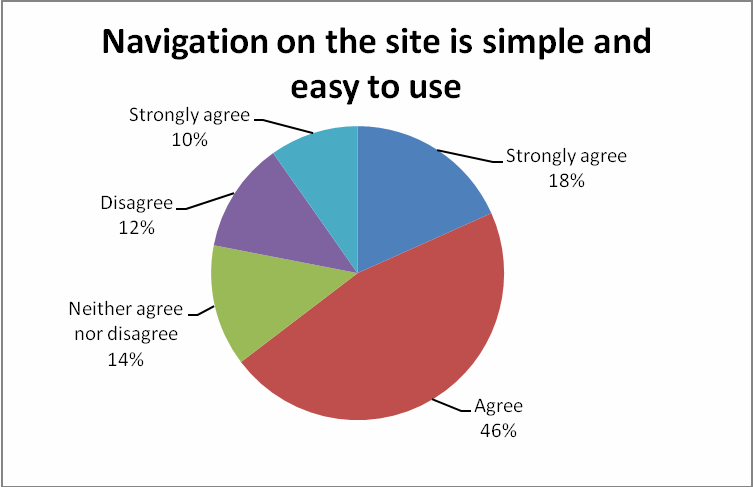 Navigation on the site is simple and
easy to use
Strongly agree
10%
Strongly agree
18%
Disagree
12%
Neither agree
nor disagree
14%
Agree
46%